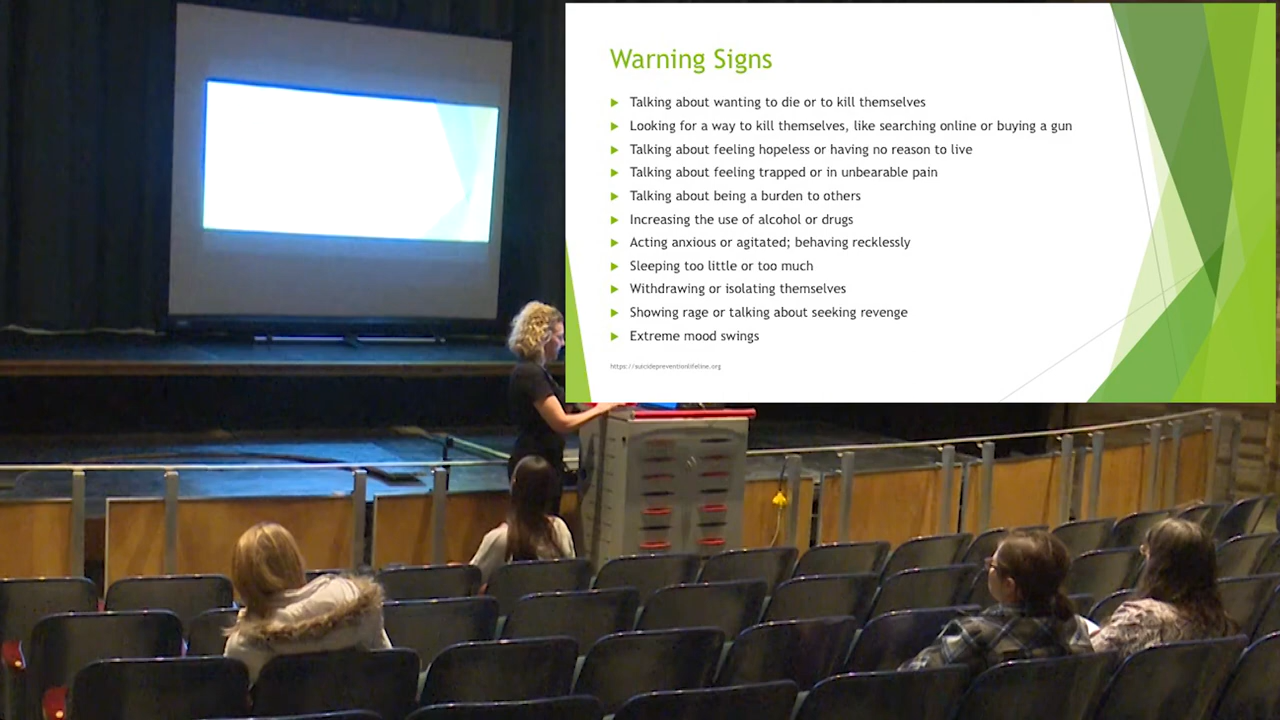 Warning Signs
Talking about wanting to die or to kill themselves
Looking for a way to kill themselves, like searching online or buying a gun
Talking about feeling hopeless or having no reason to live
Talking about feeling trapped or in unbearable pain
Talking about being a burden to others
Increasing the use of alcohol or drugs
Acting anxious or agitated; behaving recklessly
Sleeping too little or too much
Withdrawing or isolating themselves
Showing rage or talking about seeking revenge
Extreme mood swings
https://suicidepreventionlifeline.org